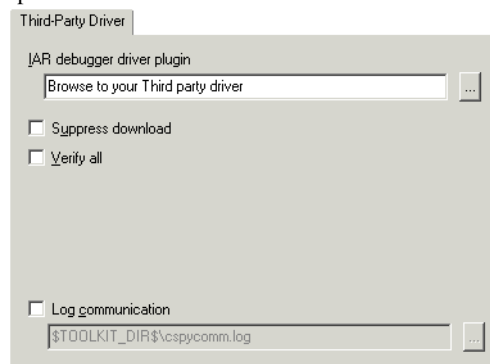 Third-Party Driver
IAR debugger driver plugin
Browse to your Third party driver
...
Suppress download
Verify all
Log communication
$TOOLKIT_DIR$\cspycomm.log
...